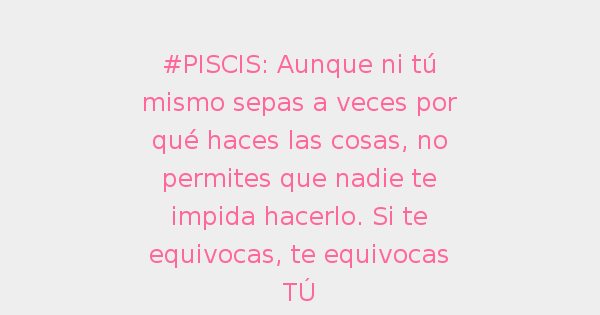 #PISCIS: Aunque ni tú
mismo sepas a veces por
qué haces las cosas, no
permites que nadie te
impida hacerlo. Si te
equivocas, te equivocas
TÚ